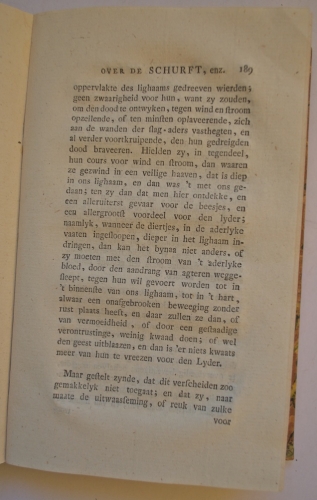 OVER DE SCHURFT, enz. 189
oppervlakte des lighaams gedreeven wierden;
geen zwaarigheid voor hun, want zy zouden,
om den dood te ontwyken, tegen wind en stroom
opzeilende, of ten minsten oplaveerende, zich
aan de wanden der slag-aders vasthegten, en
al verder voortkruipende, den hun gedreigden
dood braveeren. Hielden zy, in tegendeel,
hun cours voor wind en stroom, dan waaren
ze gezwind in een veilige haaven, dat is diep
in ons lighaam, en dan was 't met ons ge-
daan; ten zy dan dat men hier ontdekke, en
een alleruiterst gevaar voor de beesjes, en
een allergrootst voordeel voor den lyder;
naamlyk, wanneer de diertjes, in de aderlyke
vaaten ingesloopen, dieper in het lighaam in-
dringen, dan kan het bynaa niet anders, of
zy moeten met den stroom van 't aderlyke
bloed, door den aandrang van agteren wegge-
sleept, tegen hun wil gevoert worden tot in
't binnenste van ons lighaam, tot in 't hart,
alwaar een onafgebrooken beweeging zonder
rust plaats heeft, en daar zullen ze dan, of
van vermoeidheid, of door een gestaadige
verontrustinge, weinig kwaad doen; of wel
den geest uitblaazen, en dan is 'er niets kwaats
meer van hun te vreezen voor den Lyder.
Maar gestelt zynde, dat dit verscheiden zoo
gemakkelyk niet toegaat; en dat zy, naar
maate de uitwaasseming, of reuk van zulke
voor